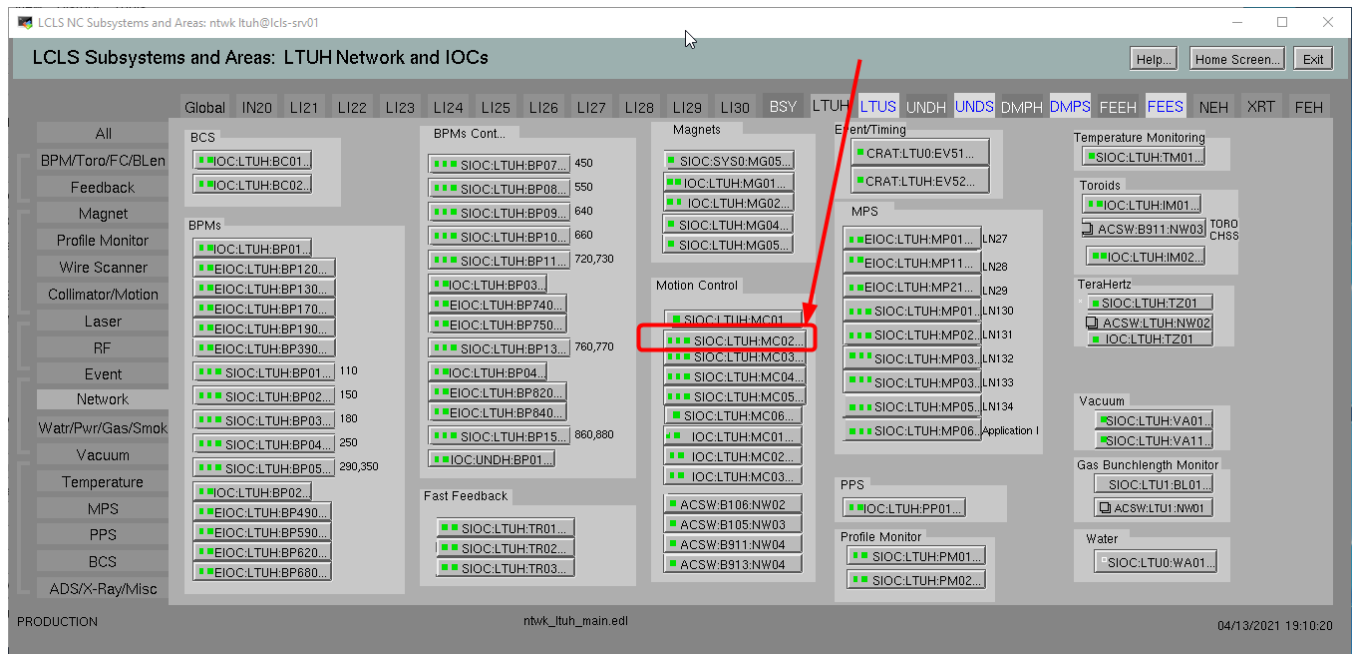 LCLS NC Subsystems and Areas: ntwk ltuh@lcls-srv01
LCLS Subsystems and Areas: LTUH Network and IOCs
Help...
Home Screen...
Exit
Global IN20 LI21 LI22 LI23 LI24 LI25 LI26 LI27 LI28 LI29 LI30 BSY LTUH LTUS UNDH UNDS DMPH DMPS FEEH FEES NEH XRT FEH
All
BPM/Toro/FC/BLen
Feedback
Magnet
Profile Monitor
Wire Scanner
Collimator/Motion
Laser
RF
Event
Network
Watr/Pwr/Gas/Smok
Vacuum
Temperature
MPS
PPS
BCS
ADS/X-Ray/Misc
BCS
IOC:LTUH:BC01...
IOC:LTUH:BC02...
BPMs
IOC:LTUH:BP01...
EIOC:LTUH:BP120...
EIOC:LTUH:BP130...
EIOC:LTUH:BP170...
EIOC:LTUH:BP190...
EIOC:LTUH:BP390...
SIOC:LTUH:BP01... 110
SIOC:LTUH:BP02... 150
SIOC:LTUH:BP03... 180
SIOC:LTUH:BP04... 250
SIOC:LTUH:BP05... 290,350
IOC:LTUH:BP02...
EIOC:LTUH:BP490...
EIOC:LTUH:BP590...
EIOC:LTUH:BP620...
EIOC:LTUH:BP680...
BPMs Cont...
SIOC:LTUH:BP07... 450
SIOC:LTUH:BP08... 550
SIOC:LTUH:BP09... 640
SIOC:LTUH:BP10... 660
SIOC:LTUH:BP11... 720,730
IOC:LTUH:BP03...
EIOC:LTUH:BP740...
EIOC:LTUH:BP750...
SIOC:LTUH:BP13... 760,770
IOC:LTUH:BP04...
EIOC:LTUH:BP820...
EIOC:LTUH:BP840...
SIOC:LTUH:BP15... 860,880
IOC:UNDH:BP01...
Fast Feedback
SIOC:LTUH:TR01...
SIOC:LTUH:TR02...
SIOC:LTUH:TR03...
Magnets
SIOC:SYS0:MG05...
IOC:LTUH:MG01...
IOC:LTUH:MG02...
SIOC:LTUH:MG04...
SIOC:LTUH:MG05...
Motion Control
SIOC:LTUH:MC01...
SIOC:LTUH:MC02...
SIOC:LTUH:MC03...
SIOC:LTUH:MC04...
SIOC:LTUH:MC05...
SIOC:LTUH:MC06...
IOC:LTUH:MC01...
IOC:LTUH:MC02...
IOC:LTUH:MC03...
ACSW:B106:NW02
ACSW:B105:NW03
ACSW:B911:NW04
ACSW:B913:NW04
Event/Timing
CRAT:LTU0:EV51...
CRAT:LTUH:EV52...
MPS
EIOC:LTUH:MP01... LN27
EIOC:LTUH:MP11... LN28
EIOC:LTUH:MP21... LN29
SIOC:LTUH:MP01.. LN130
SIOC:LTUH:MP02.. LN131
SIOC:LTUH:MP03.. LN132
SIOC:LTUH:MP03.. LN133
SIOC:LTUH:MP05.. LN134
SIOC:LTUH:MP06.. Application I
PPS
IOC:LTUH:PP01...
Profile Monitor
SIOC:LTUH:PM01...
SIOC:LTUH:PM02...
Temperature Monitoring
SIOC:LTUH:TM01...
Toroids
IOC:LTUH:IM01...
ACSW:B911:NW03 TORO
CHSS
IOC:LTUH:IM02...
TeraHertz
SIOC:LTUH:TZ01
ACSW:LTUH:NW02
IOC:LTUH:TZ01
Vacuum
SIOC:LTUH:VA01...
SIOC:LTUH:VA11...
Gas Bunchlength Monitor
SIOC:LTU1:BL01...
ACSW:LTU1:NW01
Water
SIOC:LTU0:WA01...
PRODUCTION
ntwk_ltuh_main.edl
04/13/2021 19:10:20